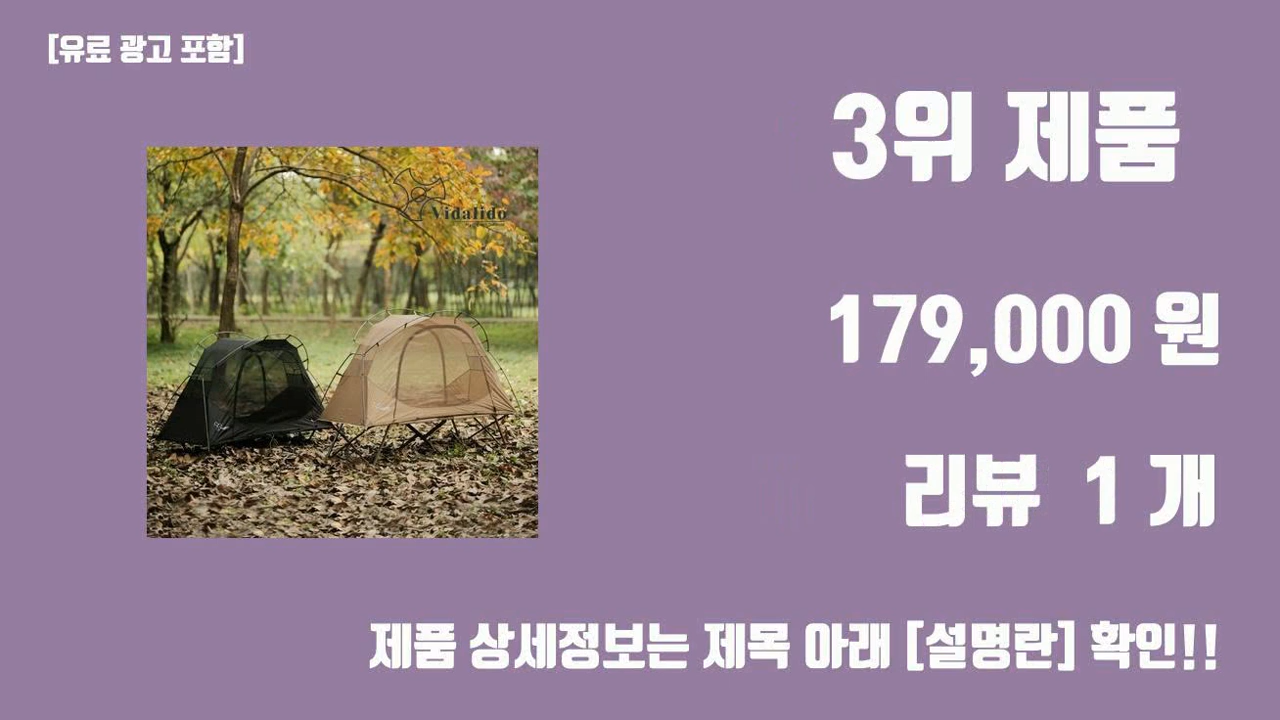 [유료 광고 포함]
3위 제품
Vidalido
179,000 원
리뷰 1 개
제품 상세정보는 제목 아래 [설명란] 확인!!